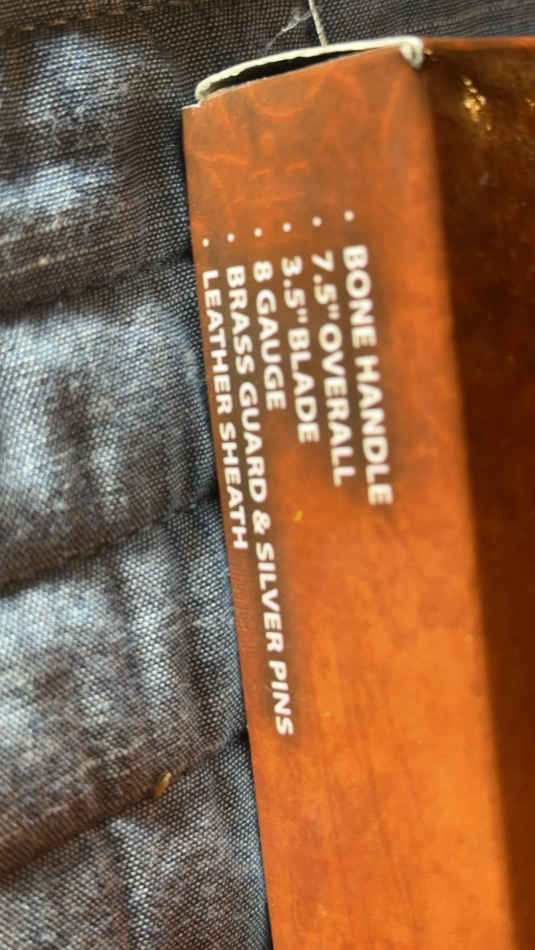 • BONE HANDLE
• 7.5" OVERALL
• 3.5" BLADE
• 8 GAUGE
• BRASS GUARD & SILVER PINS
• LEATHER SHEATH